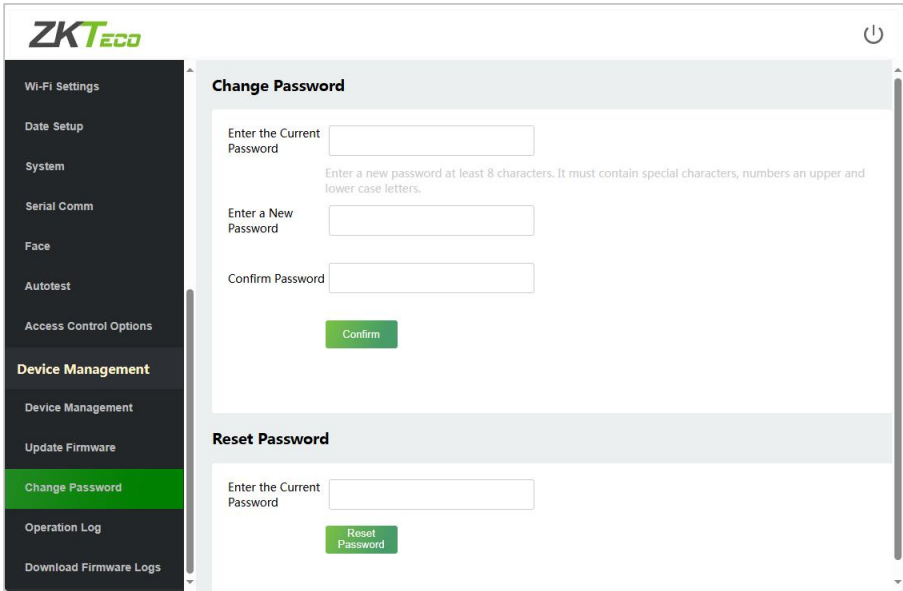 ZKTeco
Wi-Fi Settings
Date Setup
System
Serial Comm
Face
Autotest
Access Control Options
Device Management
Device Management
Update Firmware
Change Password
Operation Log
Download Firmware Logs
Change Password
Enter the Current
Password
Enter a new password at least 8 characters. It must contain special characters, numbers an upper and
lower case letters.
Enter a New
Password
Confirm Password
Confirm
Reset Password
Enter the Current
Password
Reset
Password